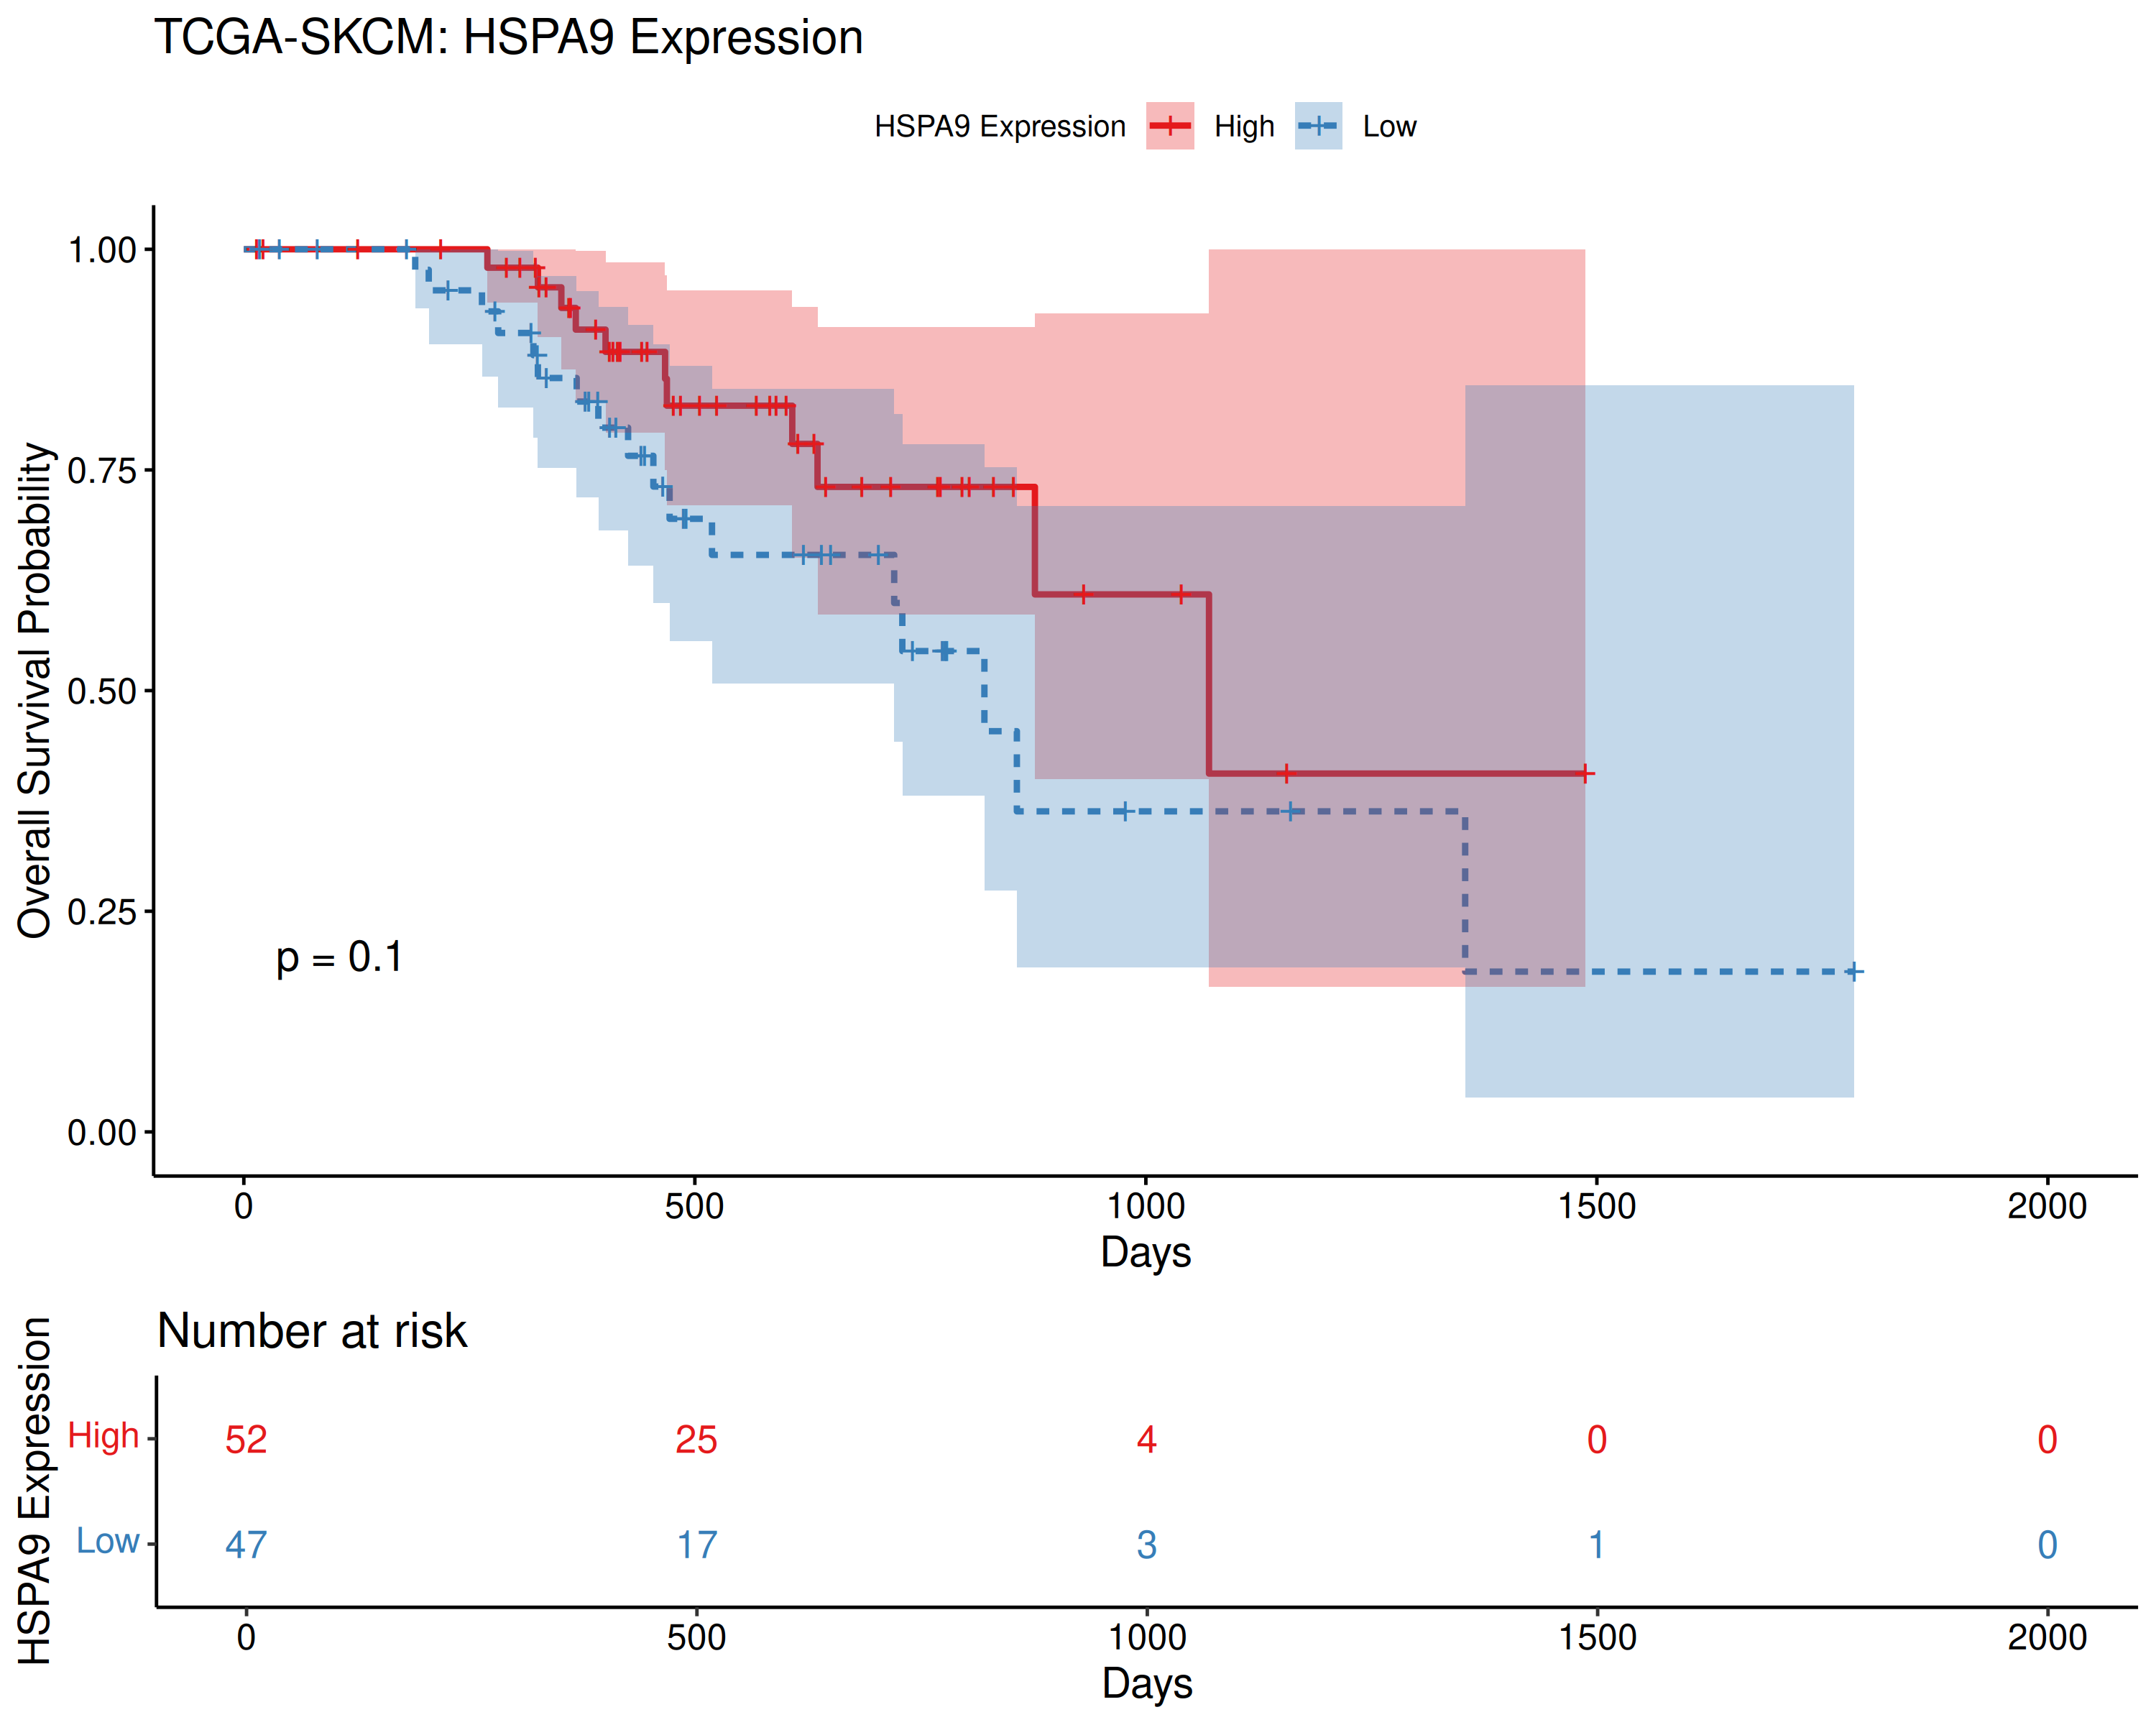 TCGA-SKCM: HSPA9 Expression
HSPA9 Expression High Low
Overall Survival Probability
1.00
0.75
0.50
0.25
0.00
p = 0.1
0 500 1000 1500 2000
Days
Number at risk
HSPA9 Expression
High 52 25 4 0 0
Low 47 17 3 1 0
0 500 1000 1500 2000
Days